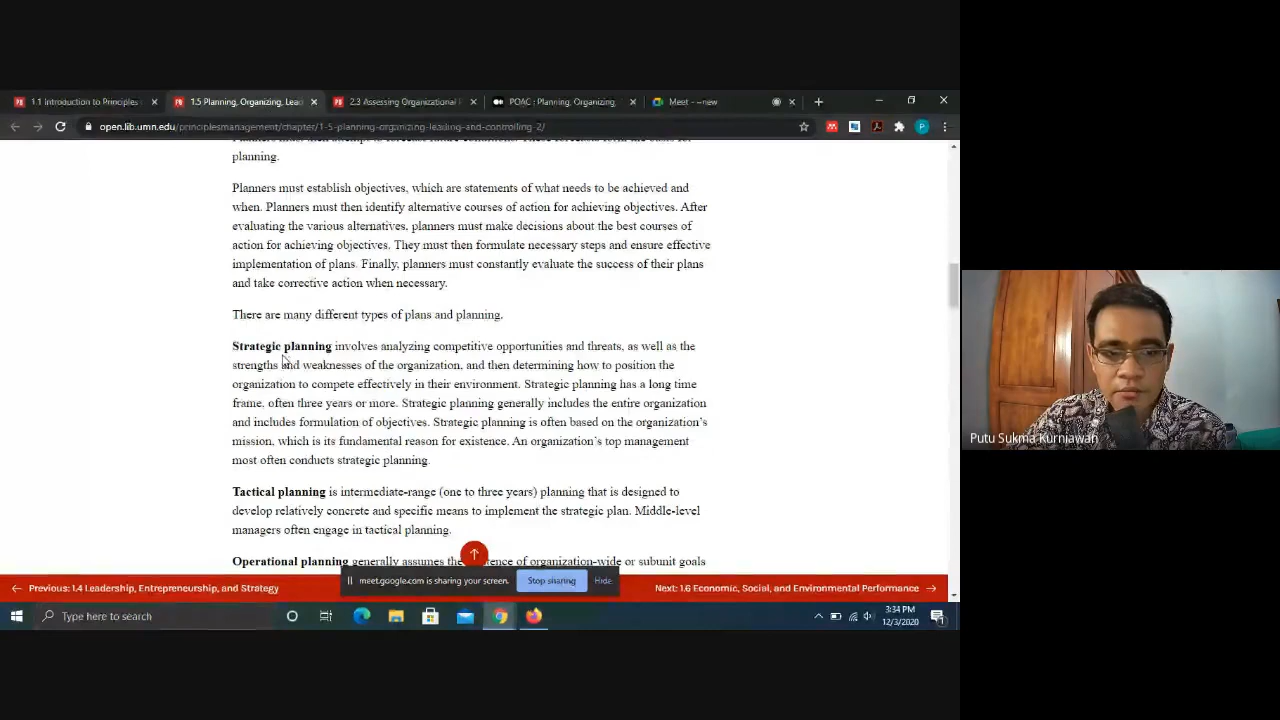 1.1 Introduction to Principles
1.5 Planning, Organizing, Lead
2.3 Assessing Organizational
POAC : Planning, Organizing,
Meet – -new
open.lib.umn.edu/principlesmanagement/chapter/1-5-planning-organizing-leading-and-controlling-2/
P
planning.
Planners must establish objectives, which are statements of what needs to be achieved and
when. Planners must then identify alternative courses of action for achieving objectives. After
evaluating the various alternatives, planners must make decisions about the best courses of
action for achieving objectives. They must then formulate necessary steps and ensure effective
implementation of plans. Finally, planners must constantly evaluate the success of their plans
and take corrective action when necessary.
There are many different types of plans and planning.
Strategic planning involves analyzing competitive opportunities and threats, as well as the
strengths and weaknesses of the organization, and then determining how to position the
organization to compete effectively in their environment. Strategic planning has a long time
frame, often three years or more. Strategic planning generally includes the entire organization
and includes formulation of objectives. Strategic planning is often based on the organization's
mission, which is its fundamental reason for existence. An organization's top management
most often conducts strategic planning.
Tactical planning is intermediate-range (one to three years) planning that is designed to
develop relatively concrete and specific means to implement the strategic plan. Middle-level
managers often engage in tactical planning.
Operational planning generally assumes the of organization-wide or subunit goals
meet.google.com is sharing your screen.
Stop sharing
Hide
Previous: 1.4 Leadership, Entrepreneurship, and Strategy
Next: 1.6 Economic, Social, and Environmental Performance
Type here to search
3:34 PM
12/3/2020
1
Putu Sukma Kurniawan